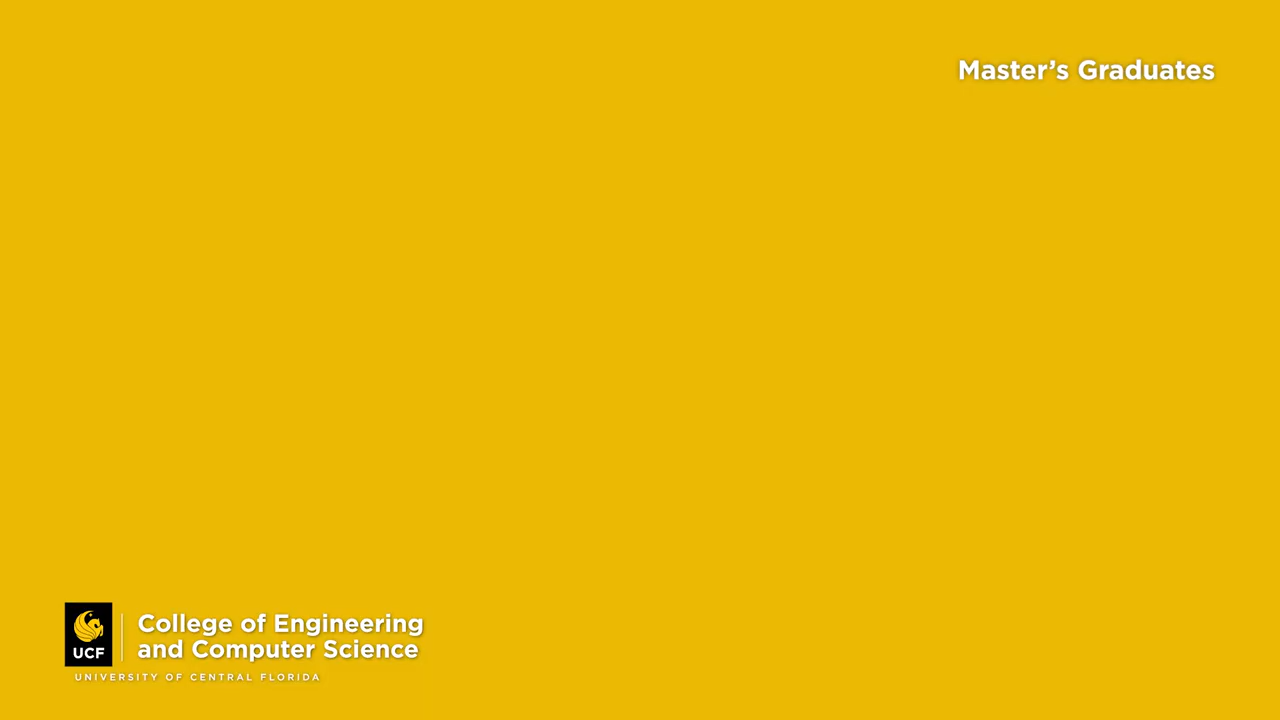 Master’s Graduates
UCF
College of Engineering
and Computer Science
UNIVERSITY OF CENTRAL FLORIDA